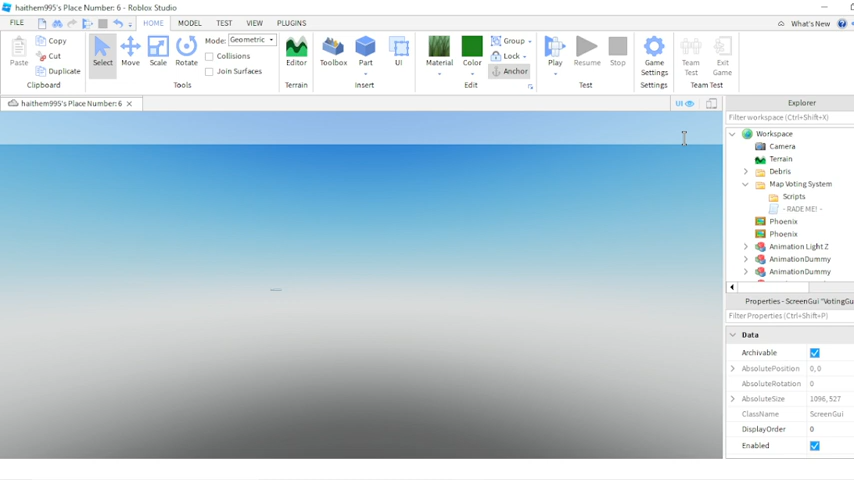 haithem995's Place Number: 6 - Roblox Studio
FILE
HOME
MODEL
TEST
VIEW
PLUGINS
What's New
Paste
Copy
Cut
Duplicate
Clipboard
Select
Move
Scale
Rotate
Mode: Geometric
Collisions
Join Surfaces
Tools
Editor
Terrain
Toolbox
Part
UI
Insert
Material
Color
Group
Lock
Anchor
Edit
Play
Resume
Stop
Test
Game
Settings
Settings
Team
Test
Exit
Game
Team Test
haithem995's Place Number: 6
UI
Explorer
Filter workspace (Ctrl+Shift+X)
Workspace
Camera
Terrain
Debris
Map Voting System
Scripts
- RADE ME! -
Phoenix
Phoenix
Animation Light Z
AnimationDummy
AnimationDummy
Properties - ScreenGui "VotingGu
Filter Properties (Ctrl+Shift+P)
Data
Archivable
AbsolutePosition 0, 0
AbsoluteRotation 0
AbsoluteSize 1096, 527
ClassName ScreenGui
DisplayOrder 0
Enabled